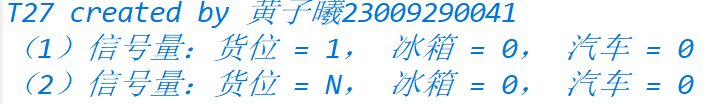 T27 created by 黄子曦23009290041
（1）信号量：货位 = 1， 冰箱 = 0， 汽车 = 0
（2）信号量：货位 = N， 冰箱 = 0， 汽车 = 0